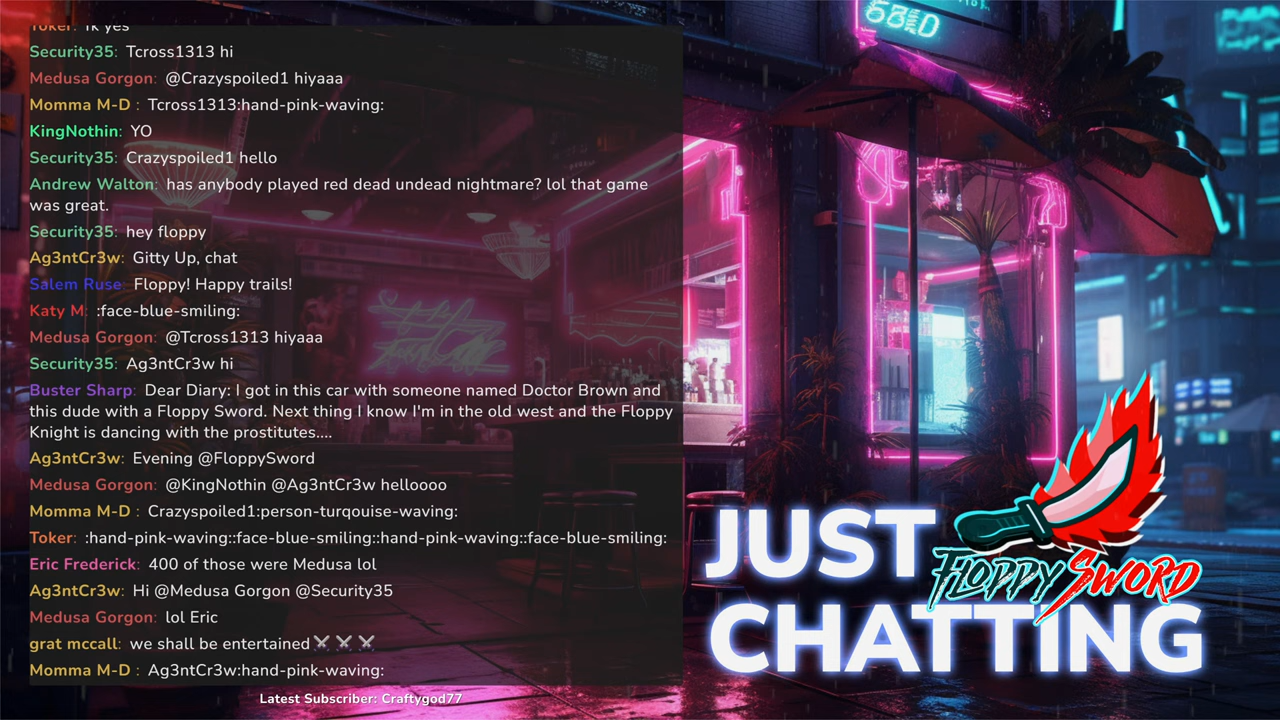 Toker: Tk yes
Security35: Tcross1313 hi
Medusa Gorgon: @Crazyspoiled1 hiyaaa
Momma M-D : Tcross1313:hand-pink-waving:
KingNothin: YO
Security35: Crazyspoiled1 hello
Andrew Walton: has anybody played red dead undead nightmare? lol that game
was great.
Security35: hey floppy
Ag3ntCr3w: Gitty Up, chat
Salem Ruse: Floppy! Happy trails!
Katy M: :face-blue-smiling:
Medusa Gorgon: @Tcross1313 hiyaaa
Security35: Ag3ntCr3w hi
Buster Sharp: Dear Diary: I got in this car with someone named Doctor Brown and
this dude with a Floppy Sword. Next thing I know I'm in the old west and the Floppy
Knight is dancing with the prostitutes....
Ag3ntCr3w: Evening @FloppySword
Medusa Gorgon: @KingNothin @Ag3ntCr3w helloooo
Momma M-D : Crazyspoiled1:person-turqouise-waving:
Toker: :hand-pink-waving::face-blue-smiling::hand-pink-waving::face-blue-smiling:
Eric Frederick: 400 of those were Medusa lol
Ag3ntCr3w: Hi @Medusa Gorgon @Security35
Medusa Gorgon: lol Eric
grat mccall: we shall be entertained⚔️⚔️⚔️
Momma M-D : Ag3ntCr3w:hand-pink-waving:
Latest Subscriber: Craftygod77
JUST
FLOPPY SWORD
CHATTING